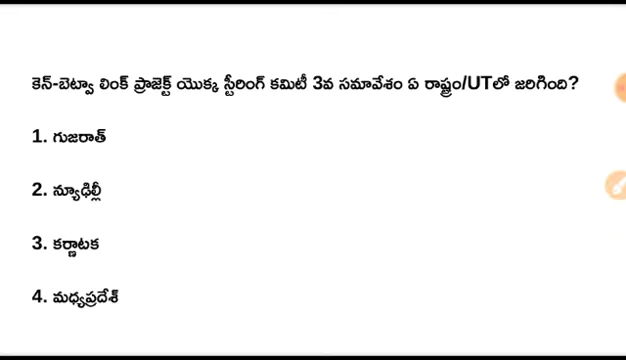 కెన్-బెత్వా లింక్ ప్రాజెక్ట్ యొక్క స్టీరింగ్ కమిటీ 3వ సమావేశం ఏ రాష్ట్రం/UTలో జరిగింది?
1. గుజరాత్
2. న్యూఢిల్లీ
3. కర్ణాటక
4. మధ్యప్రదేశ్